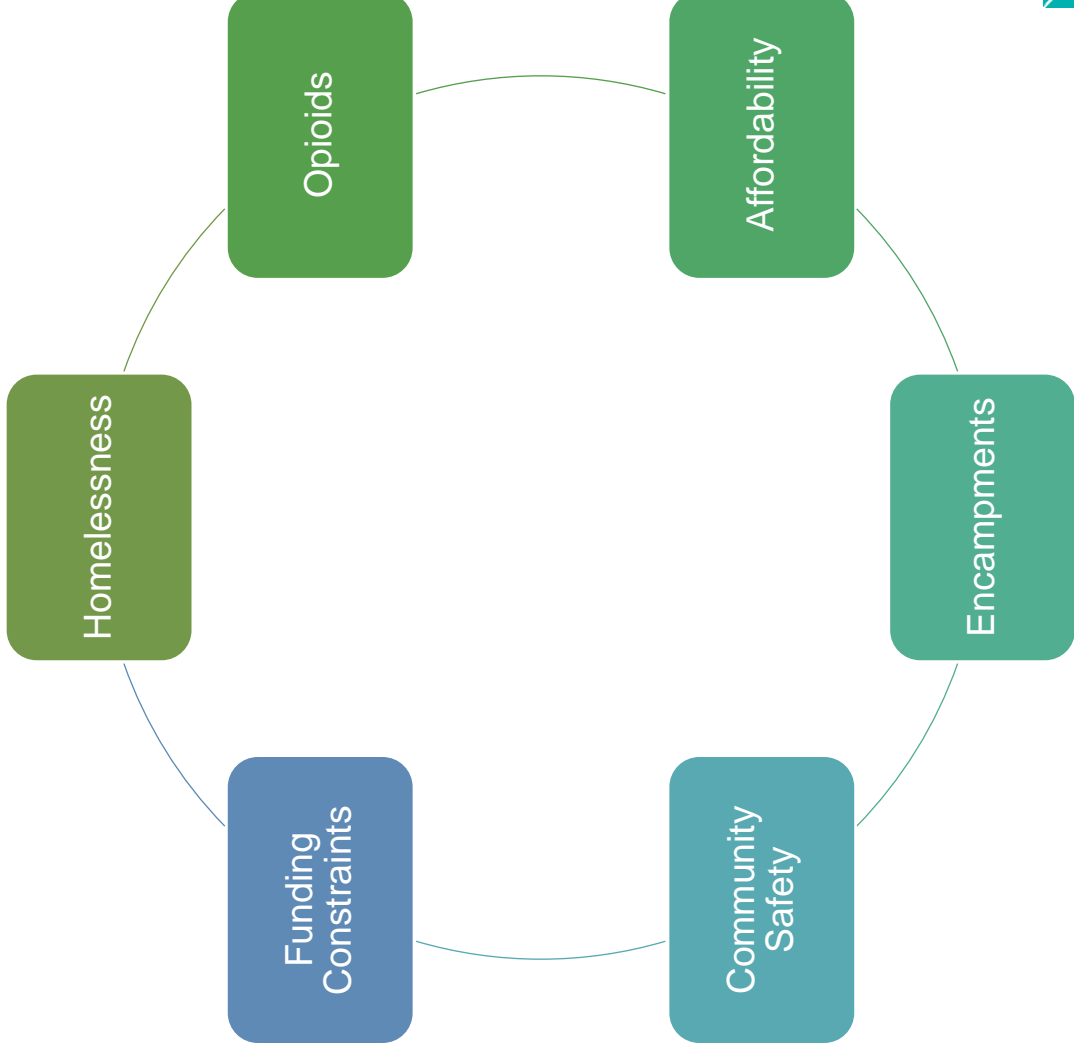 Homelessness
Opioids
Affordability
Encampments
Community
Safety
Funding
Constraints